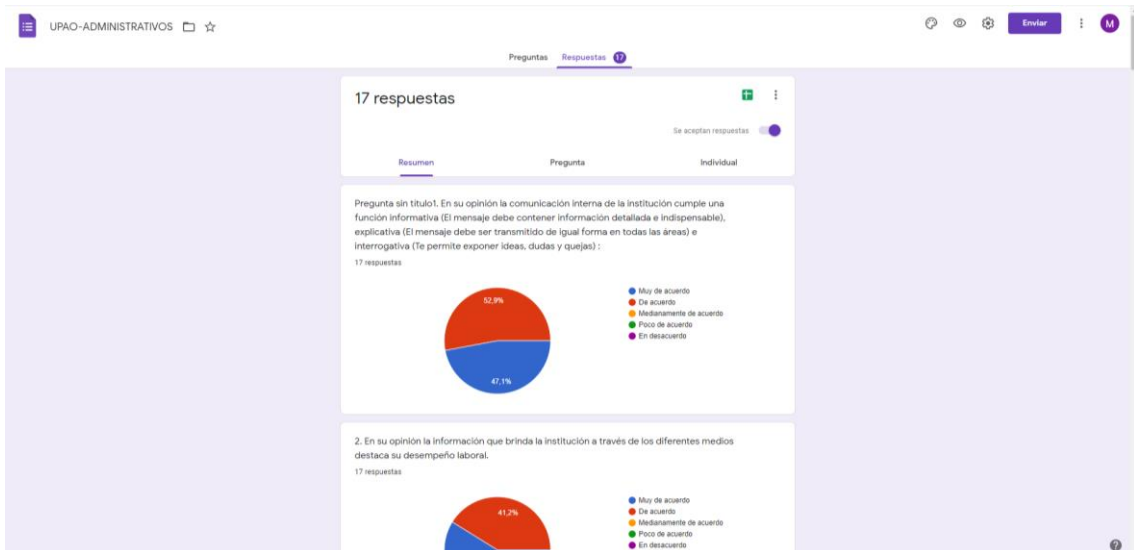 UPAO-ADMINISTRATIVOS
Enviar
M
Preguntas Respuestas 17
17 respuestas
Se aceptan respuestas
Resumen Pregunta Individual
Pregunta sin título1. En su opinión la comunicación interna de la institución cumple una
función informativa (El mensaje debe contener información detallada e indispensable),
explicativa (El mensaje debe ser transmitido de igual forma en todas las áreas) e
interrogativa (Te permite exponer ideas, dudas y quejas) :
17 respuestas
52,9%
47,1%
Muy de acuerdo
De acuerdo
Medianamente de acuerdo
Poco de acuerdo
En desacuerdo
2. En su opinión la información que brinda la institución a través de los diferentes medios
destaca su desempeño laboral.
17 respuestas
41,2%
Muy de acuerdo
De acuerdo
Medianamente de acuerdo
Poco de acuerdo
En desacuerdo